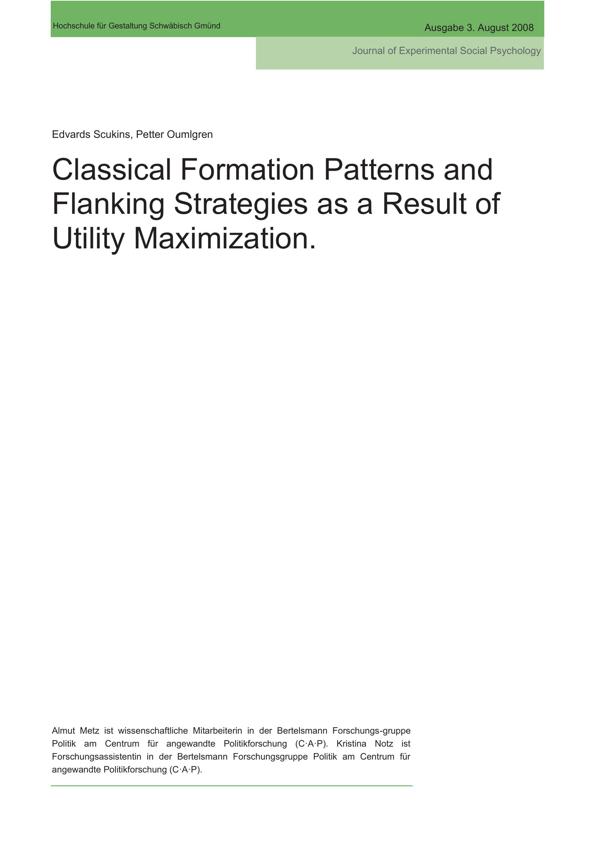 Hochschule für Gestaltung Schwäbisch Gmünd
Ausgabe 3. August 2008
Journal of Experimental Social Psychology
Edvards Scukins, Petter Oumlgren
Classical Formation Patterns and
Flanking Strategies as a Result of
Utility Maximization.
Almut Metz ist wissenschaftliche Mitarbeiterin in der Bertelsmann Forschungs-gruppe
Politik am Centrum für angewandte Politikforschung (C·A·P). Kristina Notz ist
Forschungsassistentin in der Bertelsmann Forschungsgruppe Politik am Centrum für
angewandte Politikforschung (C·A·P).